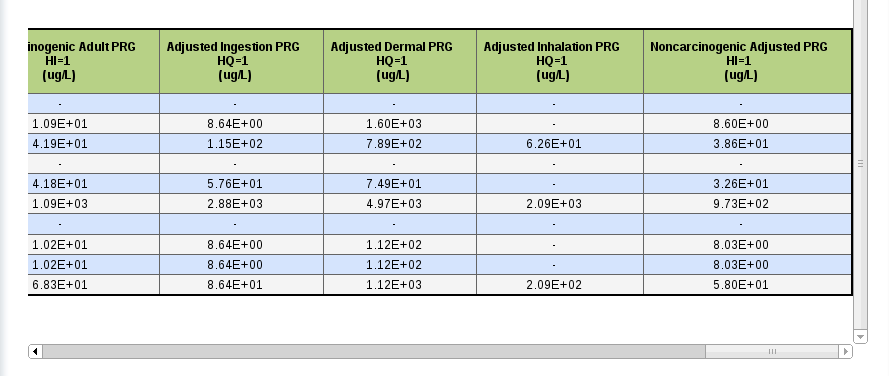 inogenic Adult PRG HI=1 (ug/L) Adjusted Ingestion PRG HQ=1 (ug/L) Adjusted Dermal PRG HQ=1 (ug/L) Adjusted Inhalation PRG HQ=1 (ug/L) Noncarcinogenic Adjusted PRG HI=1 (ug/L)
- - - - -
1.09E+01 8.64E+00 1.60E+03 - 8.60E+00
4.19E+01 1.15E+02 7.89E+02 6.26E+01 3.86E+01
- - - - -
4.18E+01 5.76E+01 7.49E+01 - 3.26E+01
1.09E+03 2.88E+03 4.97E+03 2.09E+03 9.73E+02
- - - - -
1.02E+01 8.64E+00 1.12E+02 - 8.03E+00
1.02E+01 8.64E+00 1.12E+02 - 8.03E+00
6.83E+01 8.64E+01 1.12E+03 2.09E+02 5.80E+01